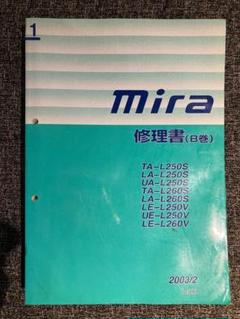 1
mira
修理書(B巻)
TA-L250S
LA-L250S
UA-L250S
TA-L260S
LA-L260S
LE-L250V
UE-L250V
LE-L260V
2003/2